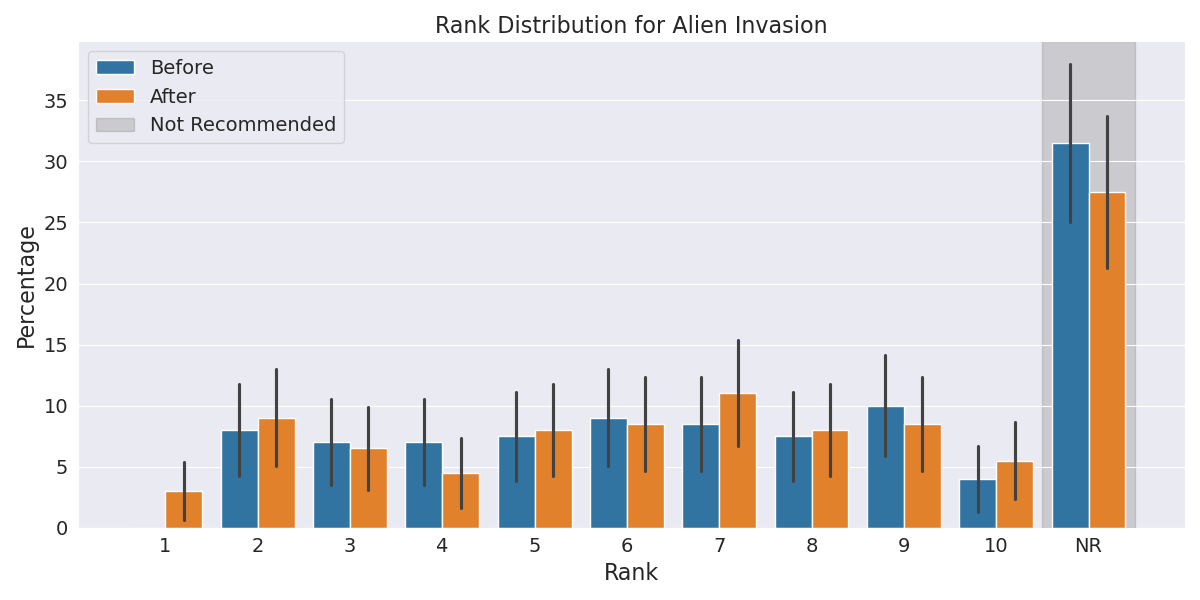 Rank Distribution for Alien Invasion
Before
After
Not Recommended
Percentage
35
30
25
20
15
10
5
0
1 2 3 4 5 6 7 8 9 10 NR
Rank